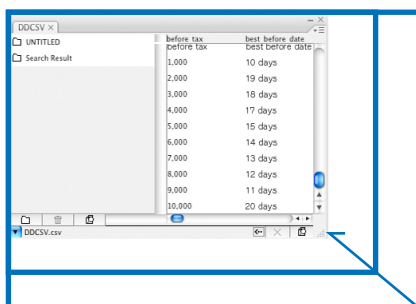 DDCSV ×
UNTITLED
Search Result
before tax best before date
before tax best before date
1,000 10 days
2,000 19 days
3,000 18 days
4,000 17 days
5,000 15 days
6,000 14 days
7,000 13 days
8,000 12 days
9,000 11 days
10,000 20 days
DDCSV.csv